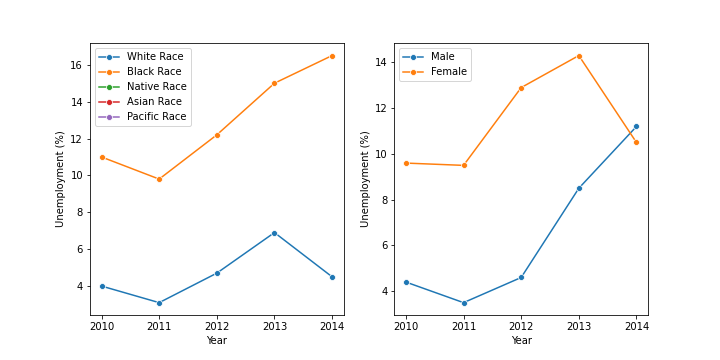 White Race
Black Race
Native Race
Asian Race
Pacific Race
16
14
12
10
8
6
4
Unemployment (%)
2010 2011 2012 2013 2014
Year
Male
Female
14
12
10
8
6
4
Unemployment (%)
2010 2011 2012 2013 2014
Year